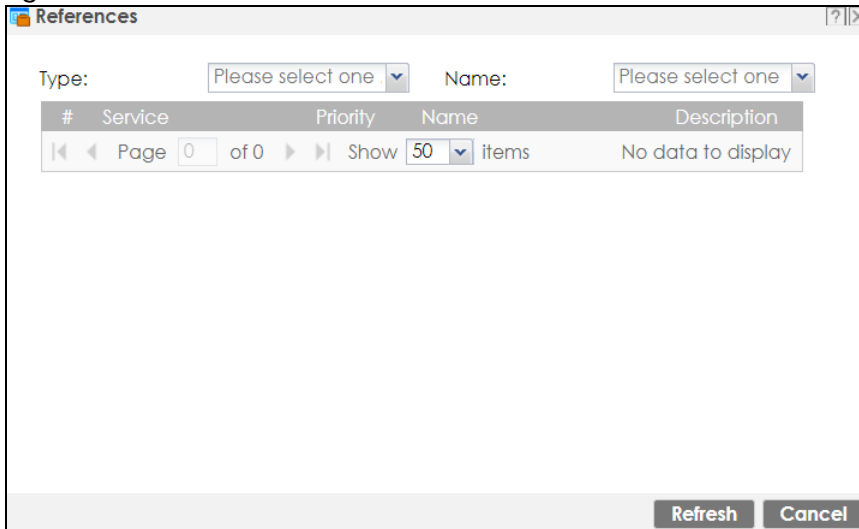 References
Type: Please select one Name: Please select one
# Service Priority Name Description
Page 0 of 0 Show 50 items No data to display
Refresh Cancel